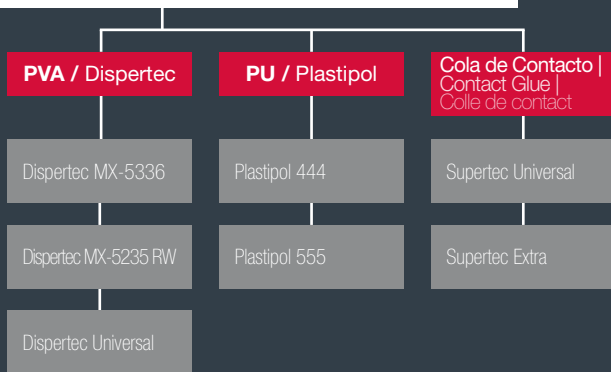 PVA / Dispertec
PU / Plastipol
Cola de Contacto |
Contact Glue |
Colle de contact
Dispertec MX-5336
Plastipol 444
Supertec Universal
Dispertec MX-5235 RW
Plastipol 555
Supertec Extra
Dispertec Universal